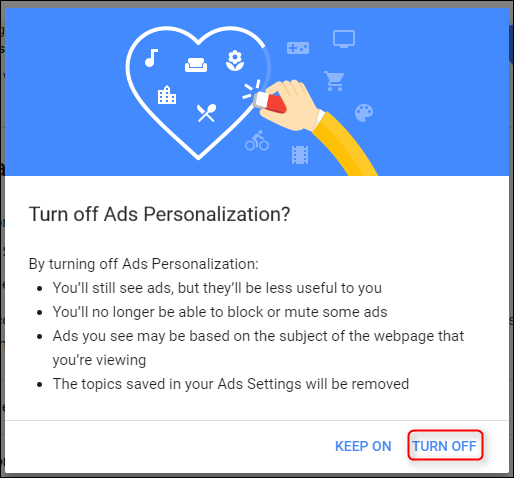 Turn off Ads Personalization?
By turning off Ads Personalization:
• You'll still see ads, but they'll be less useful to you
• You'll no longer be able to block or mute some ads
• Ads you see may be based on the subject of the webpage that
you're viewing
• The topics saved in your Ads Settings will be removed
KEEP ON TURN OFF